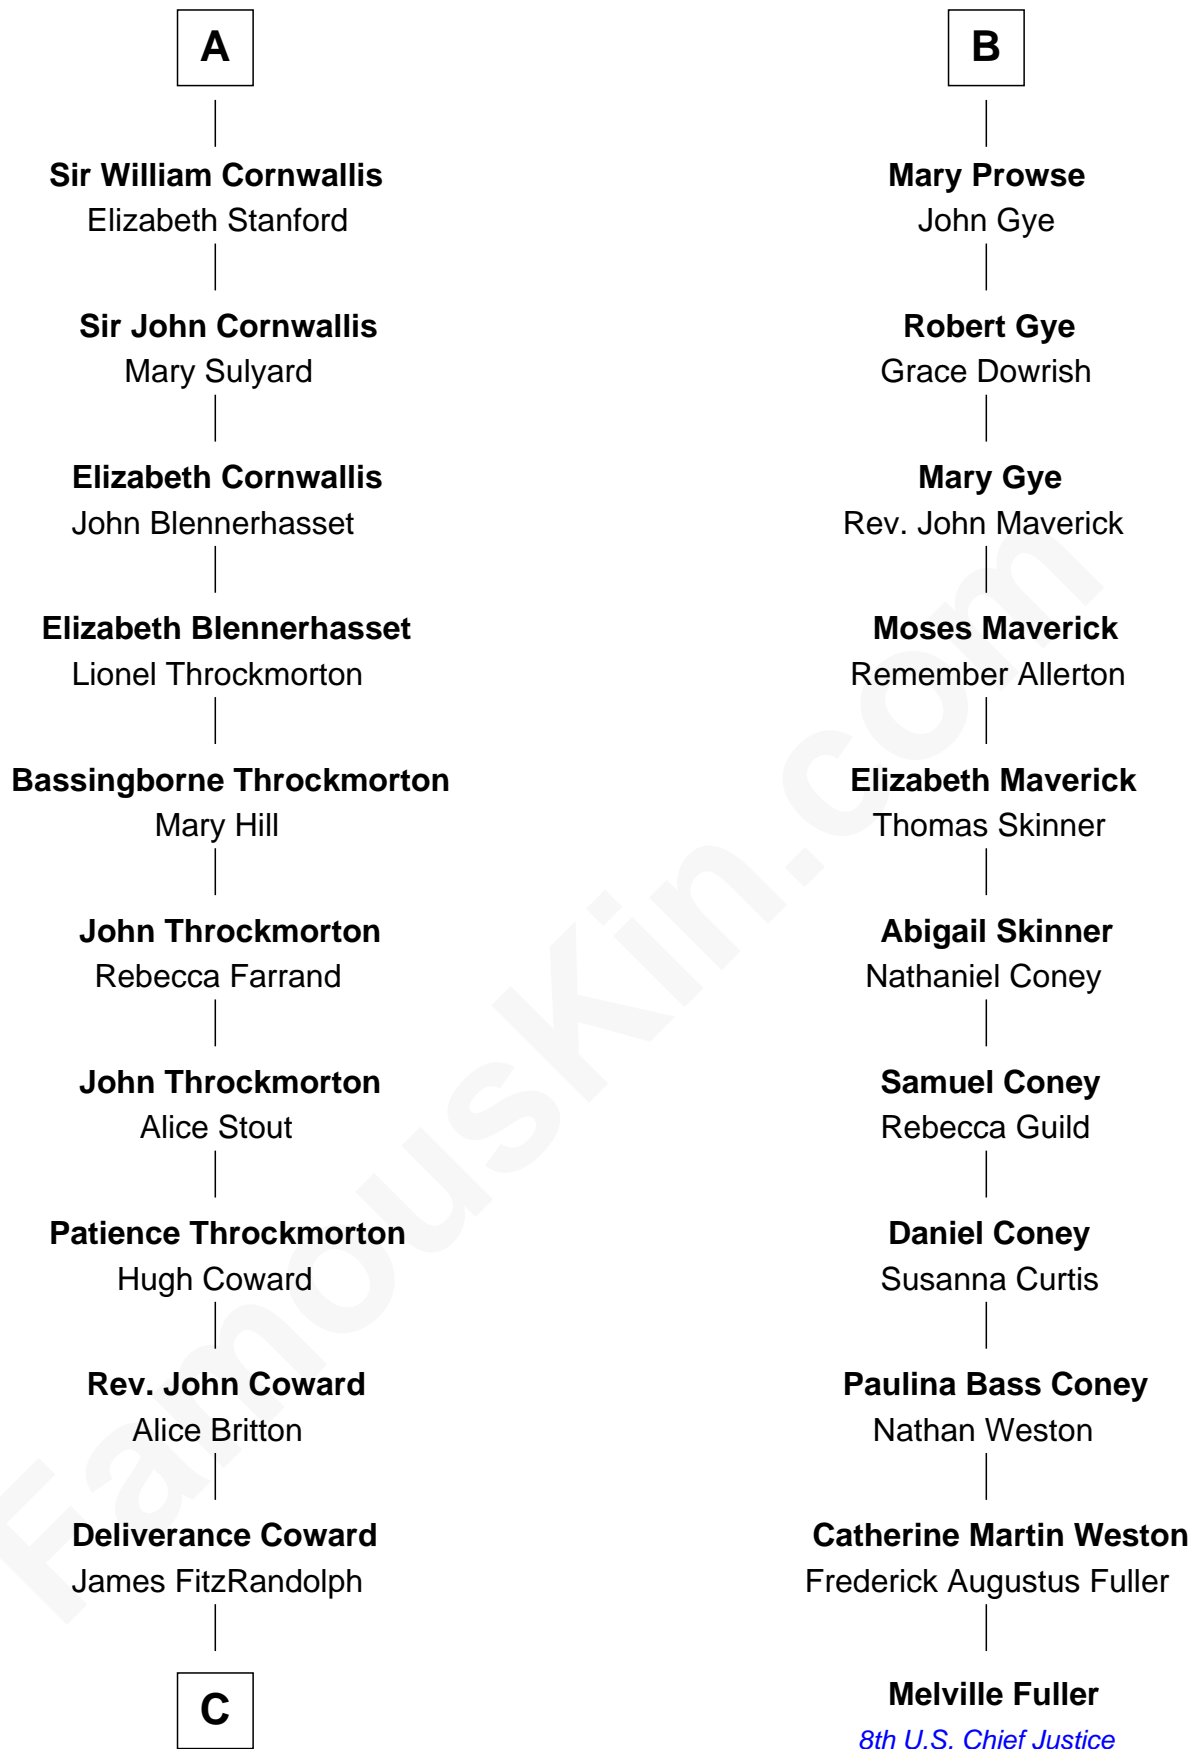 A
Sir William Cornwallis
Elizabeth Stanford
Sir John Cornwallis
Mary Sulyard
Elizabeth Cornwallis
John Blennerhasset
Elizabeth Blennerhasset
Lionel Throckmorton
Bassingborne Throckmorton
Mary Hill
John Throckmorton
Rebecca Farrand
John Throckmorton
Alice Stout
Patience Throckmorton
Hugh Coward
Rev. John Coward
Alice Britton
Deliverance Coward
James FitzRandolph
C
B
Mary Prowse
John Gye
Robert Gye
Grace Dowrish
Mary Gye
Rev. John Maverick
Moses Maverick
Remember Allerton
Elizabeth Maverick
Thomas Skinner
Abigail Skinner
Nathaniel Coney
Samuel Coney
Rebecca Guild
Daniel Coney
Susanna Curtis
Paulina Bass Coney
Nathan Weston
Catherine Martin Weston
Frederick Augustus Fuller
Melville Fuller
8th U.S. Chief Justice
FamousKin.com